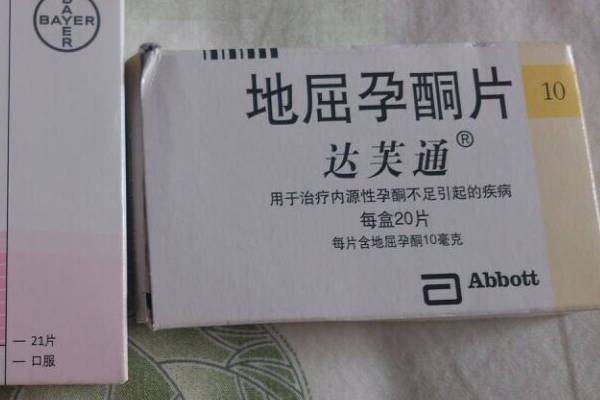 BAYER
BAYER
21片
口服
地屈孕酮片
10
达芙通®
用于治疗内源性孕酮不足引起的疾病
每盒20片
每片含地屈孕酮10毫克
Abbott